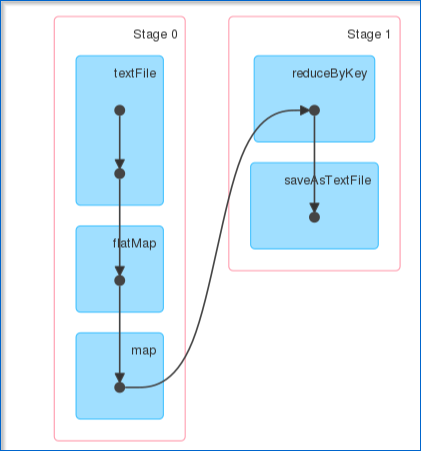 Stage 0
textFile
flatMap
map
Stage 1
reduceByKey
saveAsTextFile